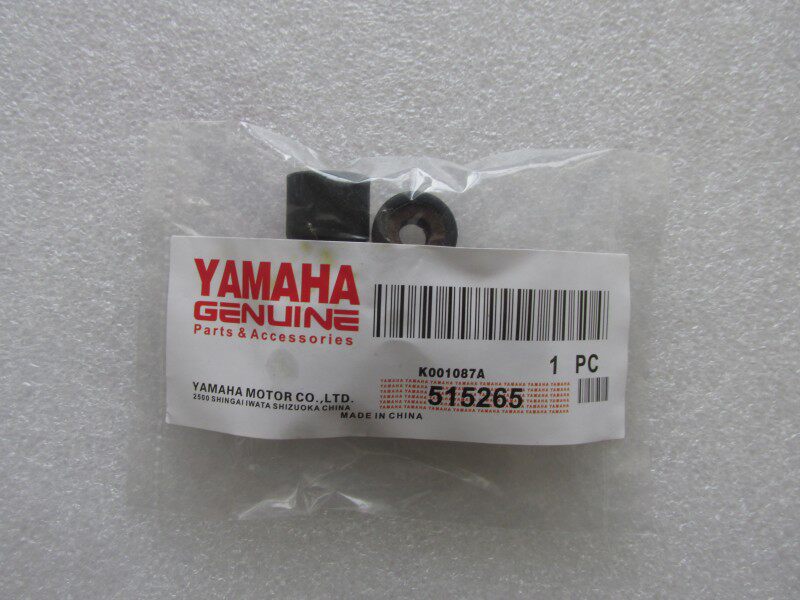 YAMAHA
GENUINE
Parts & Accessories
1 PC
K001087A
YAMAHA MOTOR CO.,LTD.
2500 SHINGAI IWATA SHIZUOKA CHINA
515265
MADE IN CHINA